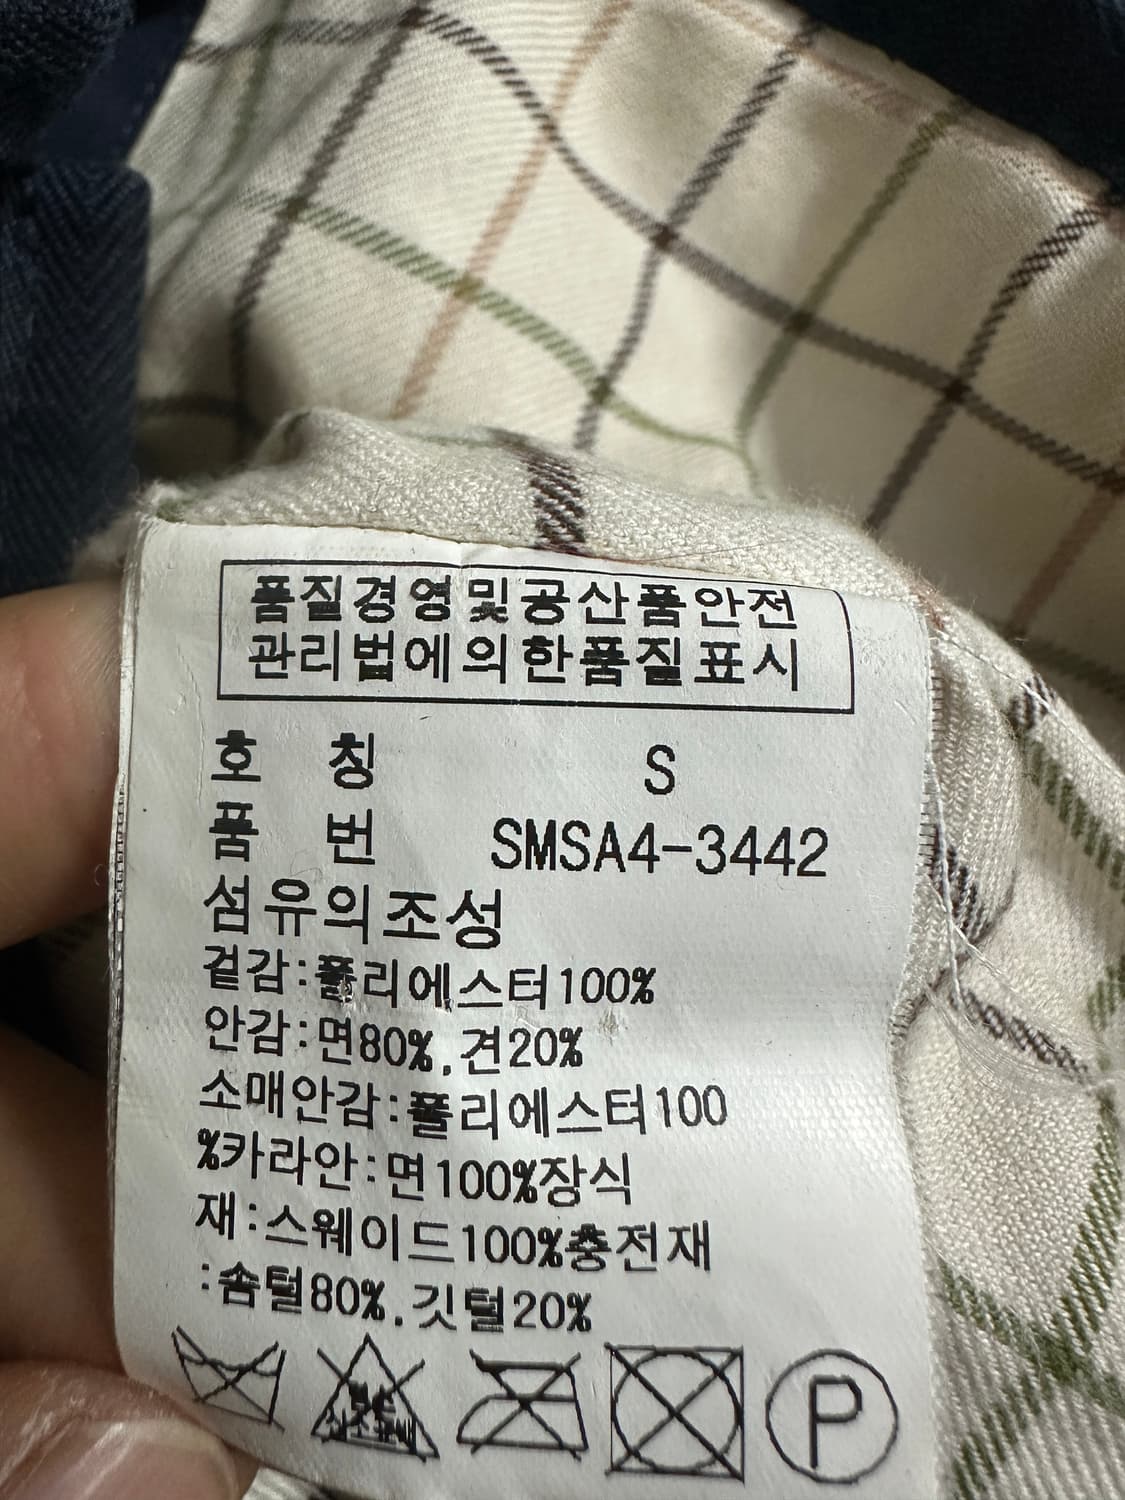 품질경영및공산품안전
관리법에의한품질표시
호 칭 S
품 번 SMSA4-3442
섬유의조성
겉감:폴리에스터100%
안감:면80%,견20%
소매안감:폴리에스터100
%카라안:면100%장식
재:스웨이드100%충전재
:솜털80%,깃털20%
P